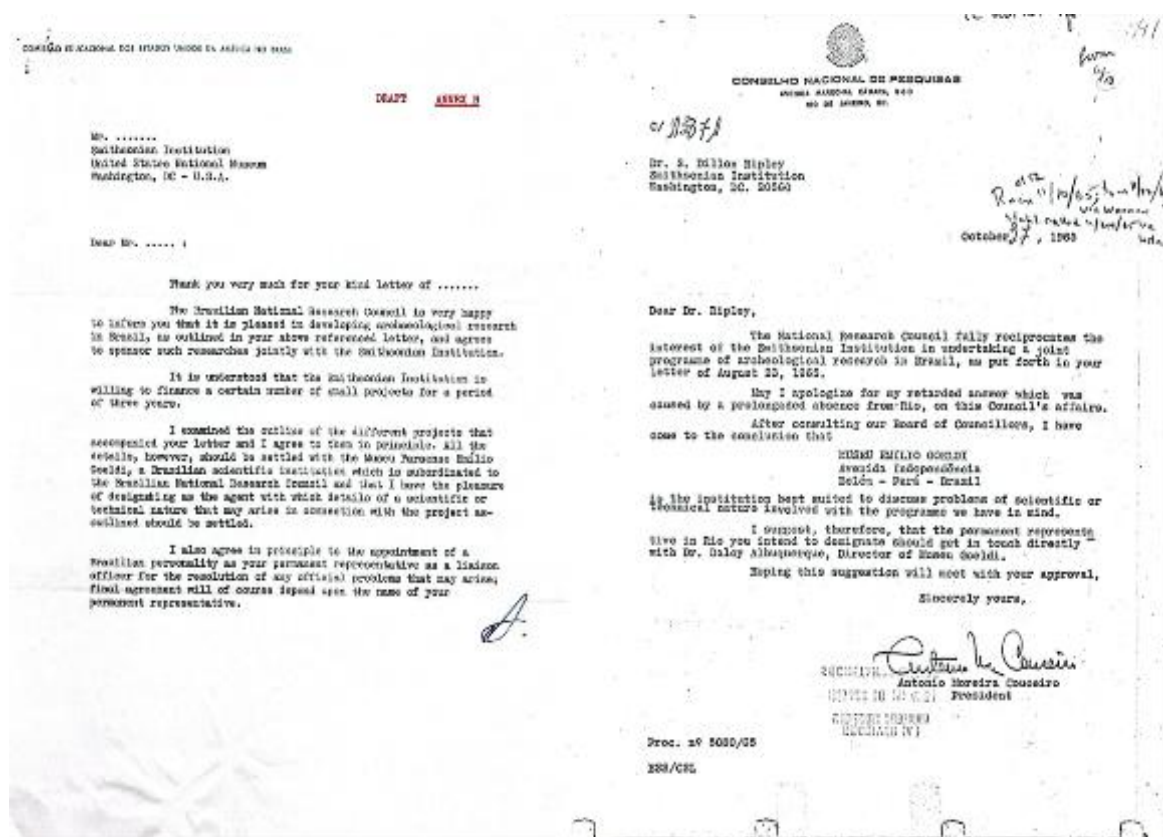 DRAFT ANNEX
Mr. .......
Smithsonian Institution
United States National Museum
Washington, DC - U.S.A.
Dear Mr. ..... :
Thank you very much for your kind letter of .......
The Brazilian National Research Council is very happy
to inform you that it is pleased in developing archaeological research
in Brazil, as outlined in your above referenced letter, and agrees
to sponsor such researches jointly with the Smithsonian Institution.
It is understood that the Smithsonian Institution is
willing to finance a certain number of small projects for a period
of three years.
I examined the outline of the different projects that
accompanied your letter and I agree to them in principle. All the
details, however, should be settled with the Museu Paraense Emilio
Goeldi, a Brazilian scientific institution which is subordinated to
the Brazilian National Research Council and that I have the pleasure
of designating as the agent with which details of a scientific or
technical nature that may arise in connection with the project as-
outlined should be settled.
I also agree in principle to the appointment of a
Brazilian personality as your permanent representative as a liaison
officer for the resolution of any official problems that may arise;
final agreement will of course depend upon the name of your
permanent representative.
CONSELHO NACIONAL DE PESQUISAS
RIO DE JANEIRO,
Dr. S. Dillon Ripley
Smithsonian Institution
Washington, DC. 20560
October 27, 1965
Dear Dr. Ripley,
The National Research Council fully reciprocates the
interest of the Smithsonian Institution in undertaking a joint
programe of archeological research in Brazil, as put forth in your
letter of August 23, 1965.
May I apologize for my retarded answer which was
caused by a prolongated absence from Rio, on this Council's affairs.
After consulting our Board of Councillors, I have
come to the conclusion that
MUSEU EMILIO GOELDI
Avenida Independência
Belém - Pará - Brazil
is the institution best suited to discuss problems of scientific or
technical nature involved with the programme we have in mind.
I suggest, therefore, that the permanent representa
tive in Rio you intend to designate should get in touch directly
with Dr. Dalcy Albuquerque, Director of Museu Goeldi.
Hoping this suggestion will meet with your approval,
Sincerely yours,
Antonio Moreira Couceiro
President
Proc. nº 5080/65